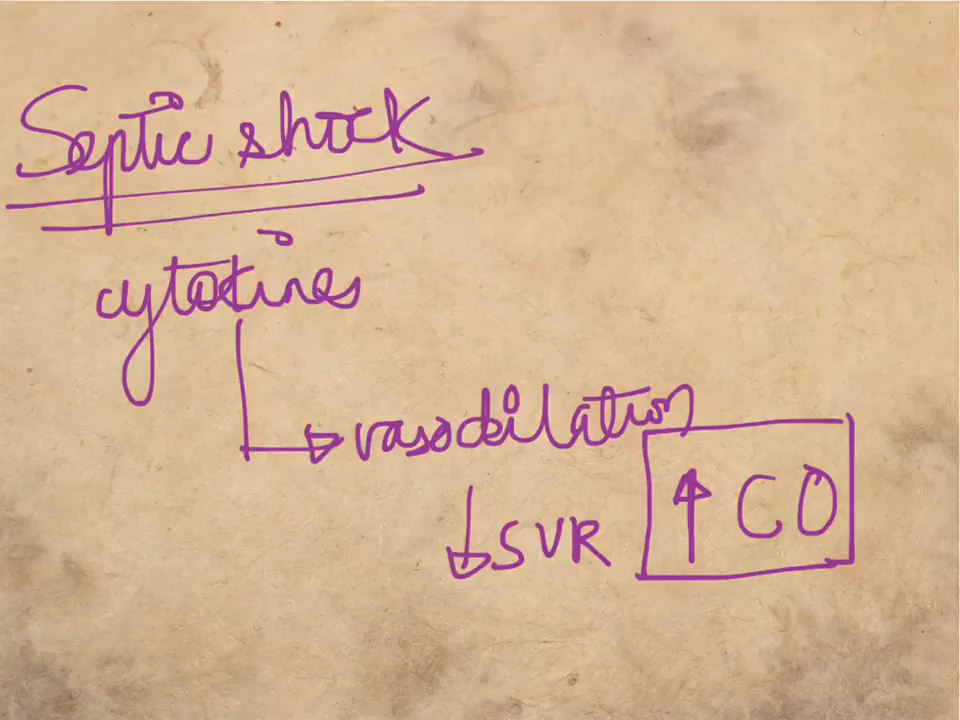 Septic shock
cytokines
vasodilation
↓ SVR ↑ CO